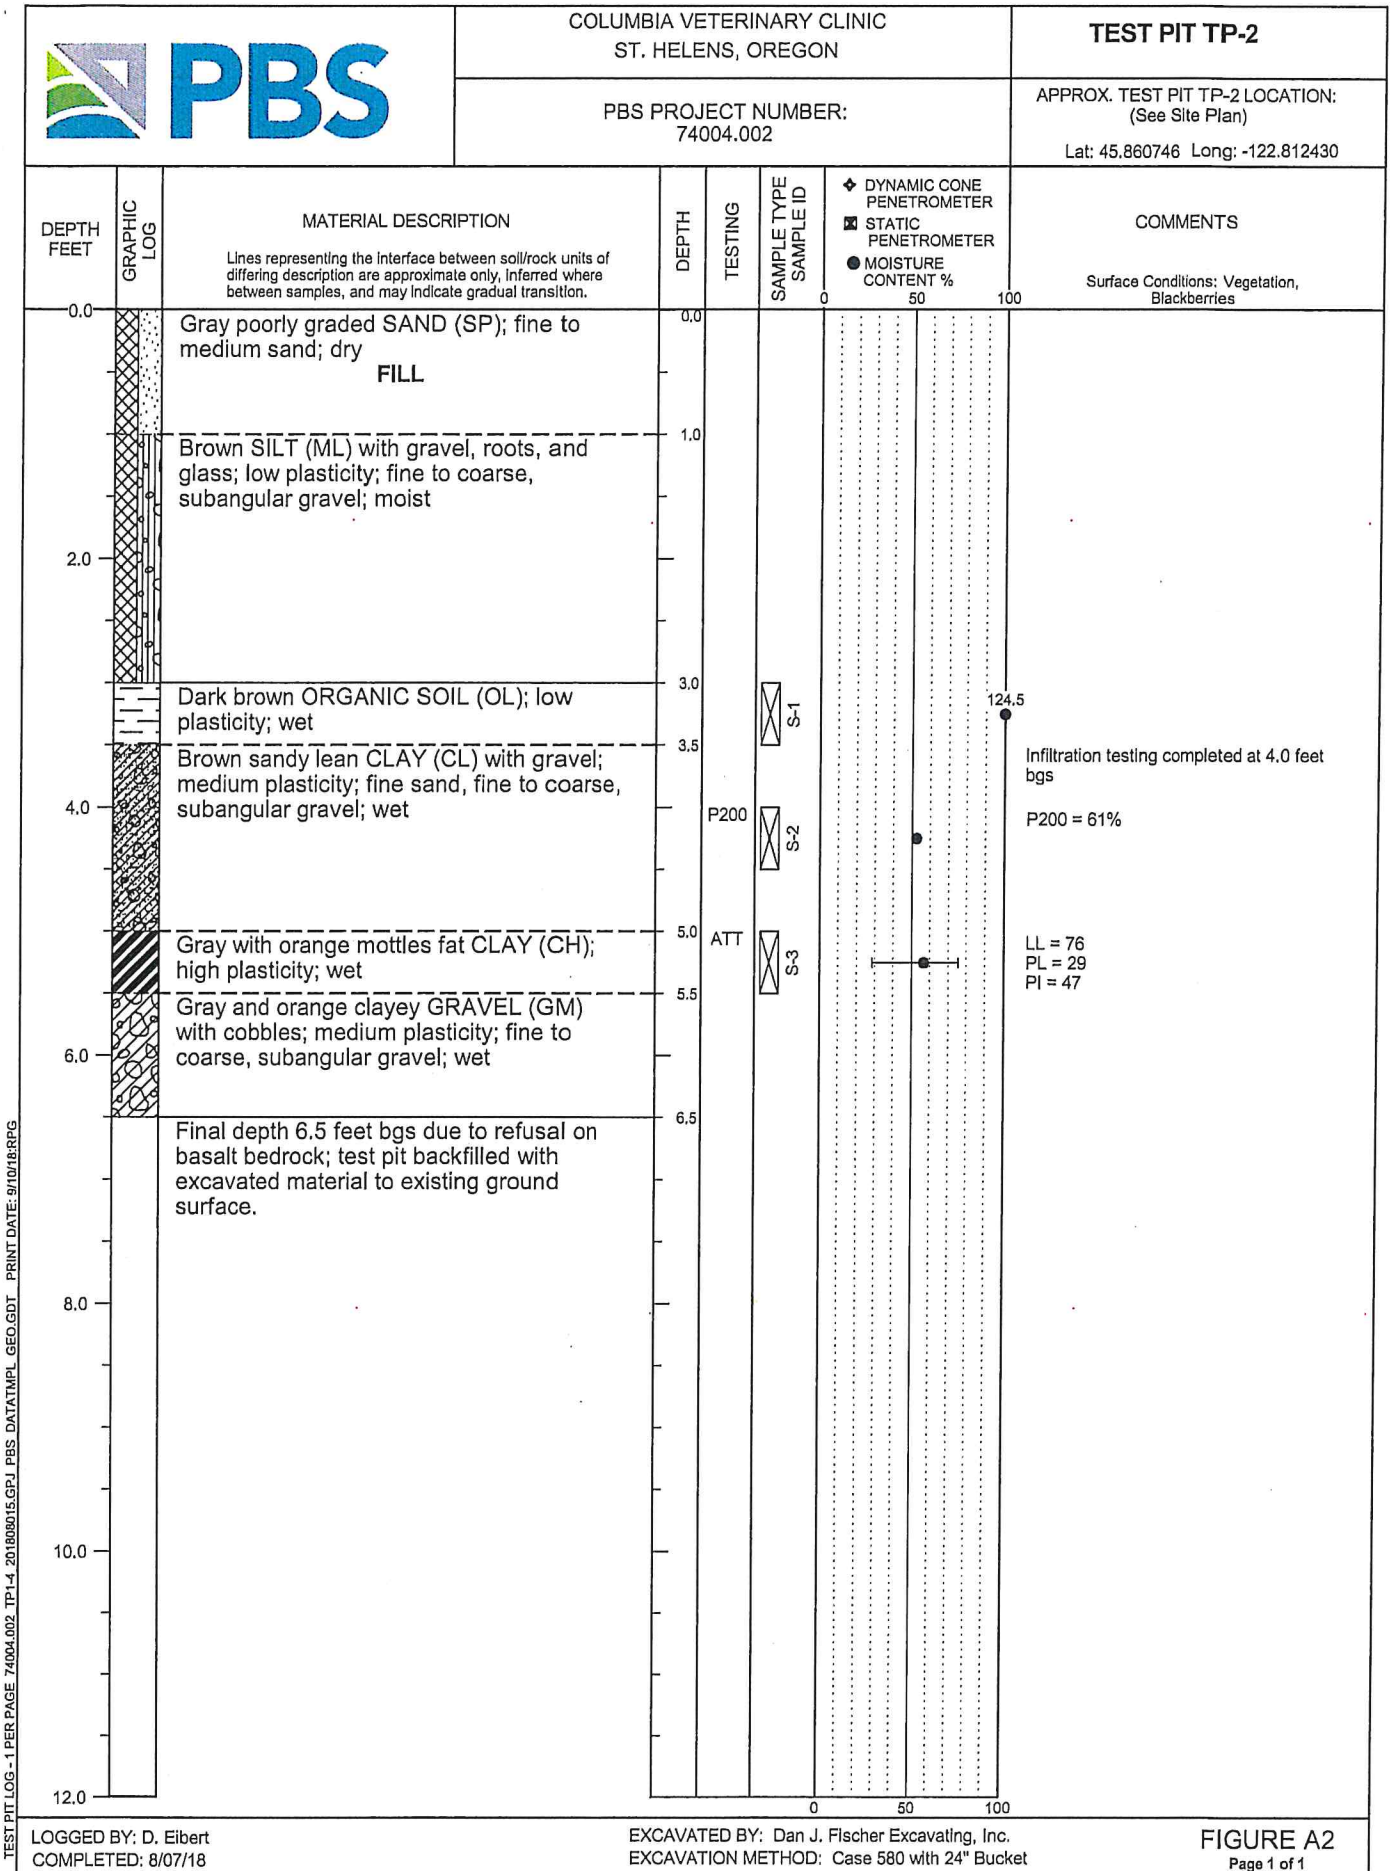 PBS
COLUMBIA VETERINARY CLINIC
ST. HELENS, OREGON
PBS PROJECT NUMBER:
74004.002
TEST PIT TP-2
APPROX. TEST PIT TP-2 LOCATION:
(See Site Plan)
Lat: 45.860746 Long: -122.812430
DEPTH
FEET
GRAPHIC
LOG
MATERIAL DESCRIPTION
Lines representing the interface between soil/rock units of
differing description are approximate only, inferred where
between samples, and may indicate gradual transition.
DEPTH
TESTING
SAMPLE TYPE
SAMPLE ID
DYNAMIC CONE
PENETROMETER
STATIC
PENETROMETER
MOISTURE
CONTENT %
0 50 100
COMMENTS
Surface Conditions: Vegetation,
Blackberries
0.0
Gray poorly graded SAND (SP); fine to
medium sand; dry
FILL
0.0
Brown SILT (ML) with gravel, roots, and
glass; low plasticity; fine to coarse,
subangular gravel; moist
1.0
2.0
Dark brown ORGANIC SOIL (OL); low
plasticity; wet
3.0
S-1
124.5
Brown sandy lean CLAY (CL) with gravel;
medium plasticity; fine sand, fine to coarse,
subangular gravel; wet
3.5
Infiltration testing completed at 4.0 feet
bgs
4.0
P200
S-2
P200 = 61%
Gray with orange mottles fat CLAY (CH);
high plasticity; wet
5.0
ATT
S-3
LL = 76
PL = 29
PI = 47
Gray and orange clayey GRAVEL (GM)
with cobbles; medium plasticity; fine to
coarse, subangular gravel; wet
5.5
6.0
Final depth 6.5 feet bgs due to refusal on
basalt bedrock; test pit backfilled with
excavated material to existing ground
surface.
6.5
8.0
10.0
12.0
0 50 100
TEST PIT LOG - 1 PER PAGE 74004.002 TP1-4 201808015.GPJ PBS DATATMPL GEO.GDT PRINT DATE: 9/10/18:RPG
LOGGED BY: D. Eibert
COMPLETED: 8/07/18
EXCAVATED BY: Dan J. Fischer Excavating, Inc.
EXCAVATION METHOD: Case 580 with 24" Bucket
FIGURE A2
Page 1 of 1